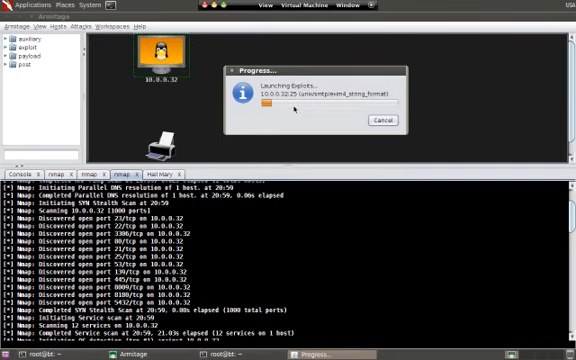 Applications Places System
View Virtual Machine Window
USA
Armitage
Armitage View Hosts Attacks Workspaces Help
auxiliary
exploit
payload
post
10.0.0.32
Progress...
Launching Exploits...
10.0.0.32:25 (unix/smtp/exim4_string_format)
Cancel
Console X nmap X nmap X nmap X Hail Mary X
[*] Nmap: Initiating Parallel DNS resolution of 1 host. at 20:59
[*] Nmap: Completed Parallel DNS resolution of 1 host. at 20:59, 0.06s elapsed
[*] Nmap: Initiating SYN Stealth Scan at 20:59
[*] Nmap: Scanning 10.0.0.32 [1000 ports]
[*] Nmap: Discovered open port 23/tcp on 10.0.0.32
[*] Nmap: Discovered open port 22/tcp on 10.0.0.32
[*] Nmap: Discovered open port 3306/tcp on 10.0.0.32
[*] Nmap: Discovered open port 80/tcp on 10.0.0.32
[*] Nmap: Discovered open port 21/tcp on 10.0.0.32
[*] Nmap: Discovered open port 25/tcp on 10.0.0.32
[*] Nmap: Discovered open port 53/tcp on 10.0.0.32
[*] Nmap: Discovered open port 139/tcp on 10.0.0.32
[*] Nmap: Discovered open port 445/tcp on 10.0.0.32
[*] Nmap: Discovered open port 8009/tcp on 10.0.0.32
[*] Nmap: Discovered open port 8180/tcp on 10.0.0.32
[*] Nmap: Discovered open port 5432/tcp on 10.0.0.32
[*] Nmap: Completed SYN Stealth Scan at 20:59, 0.08s elapsed (1000 total ports)
[*] Nmap: Initiating Service scan at 20:59
[*] Nmap: Scanning 12 services on 10.0.0.32
[*] Nmap: Completed Service scan at 20:59, 21.03s elapsed (12 services on 1 host)
root@bt: ~ Armitage root@bt: ~ Progress...